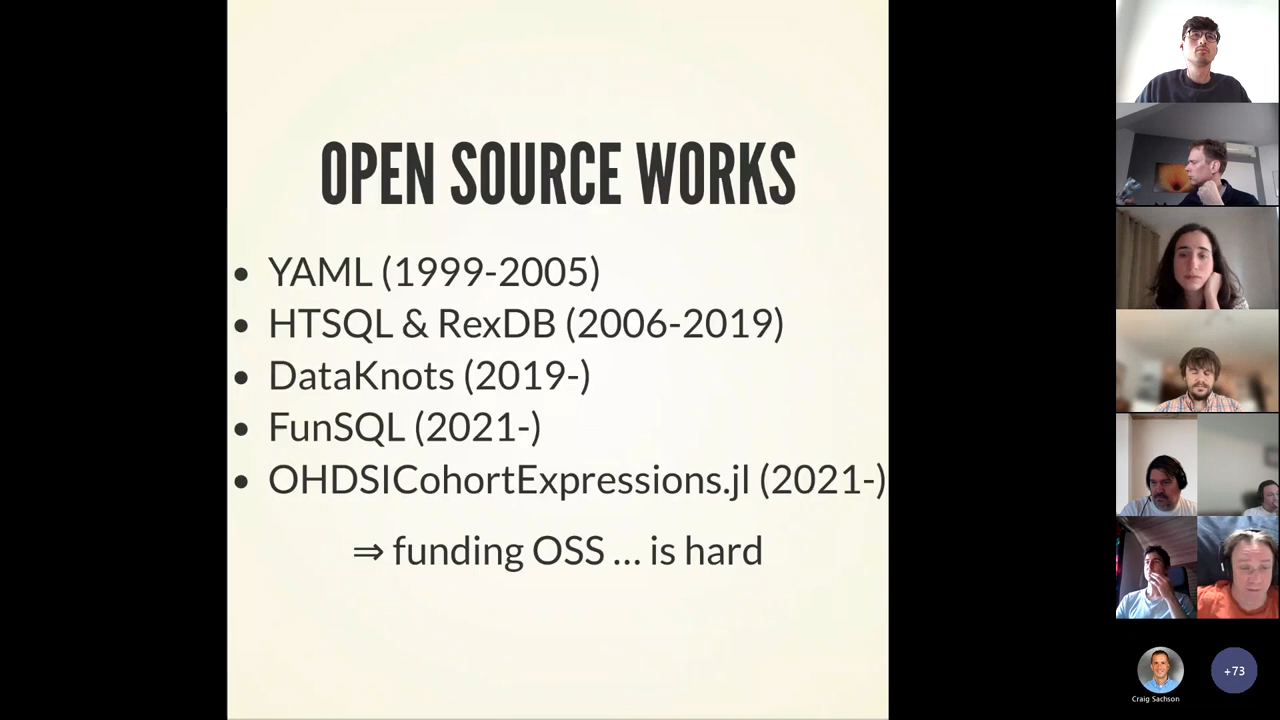 OPEN SOURCE WORKS
• YAML (1999-2005)
• HTSQL & RexDB (2006-2019)
• DataKnots (2019-)
• FunSQL (2021-)
• OHDSICohortExpressions.jl (2021-)
⇒ funding OSS ... is hard
+73
Craig Sachson